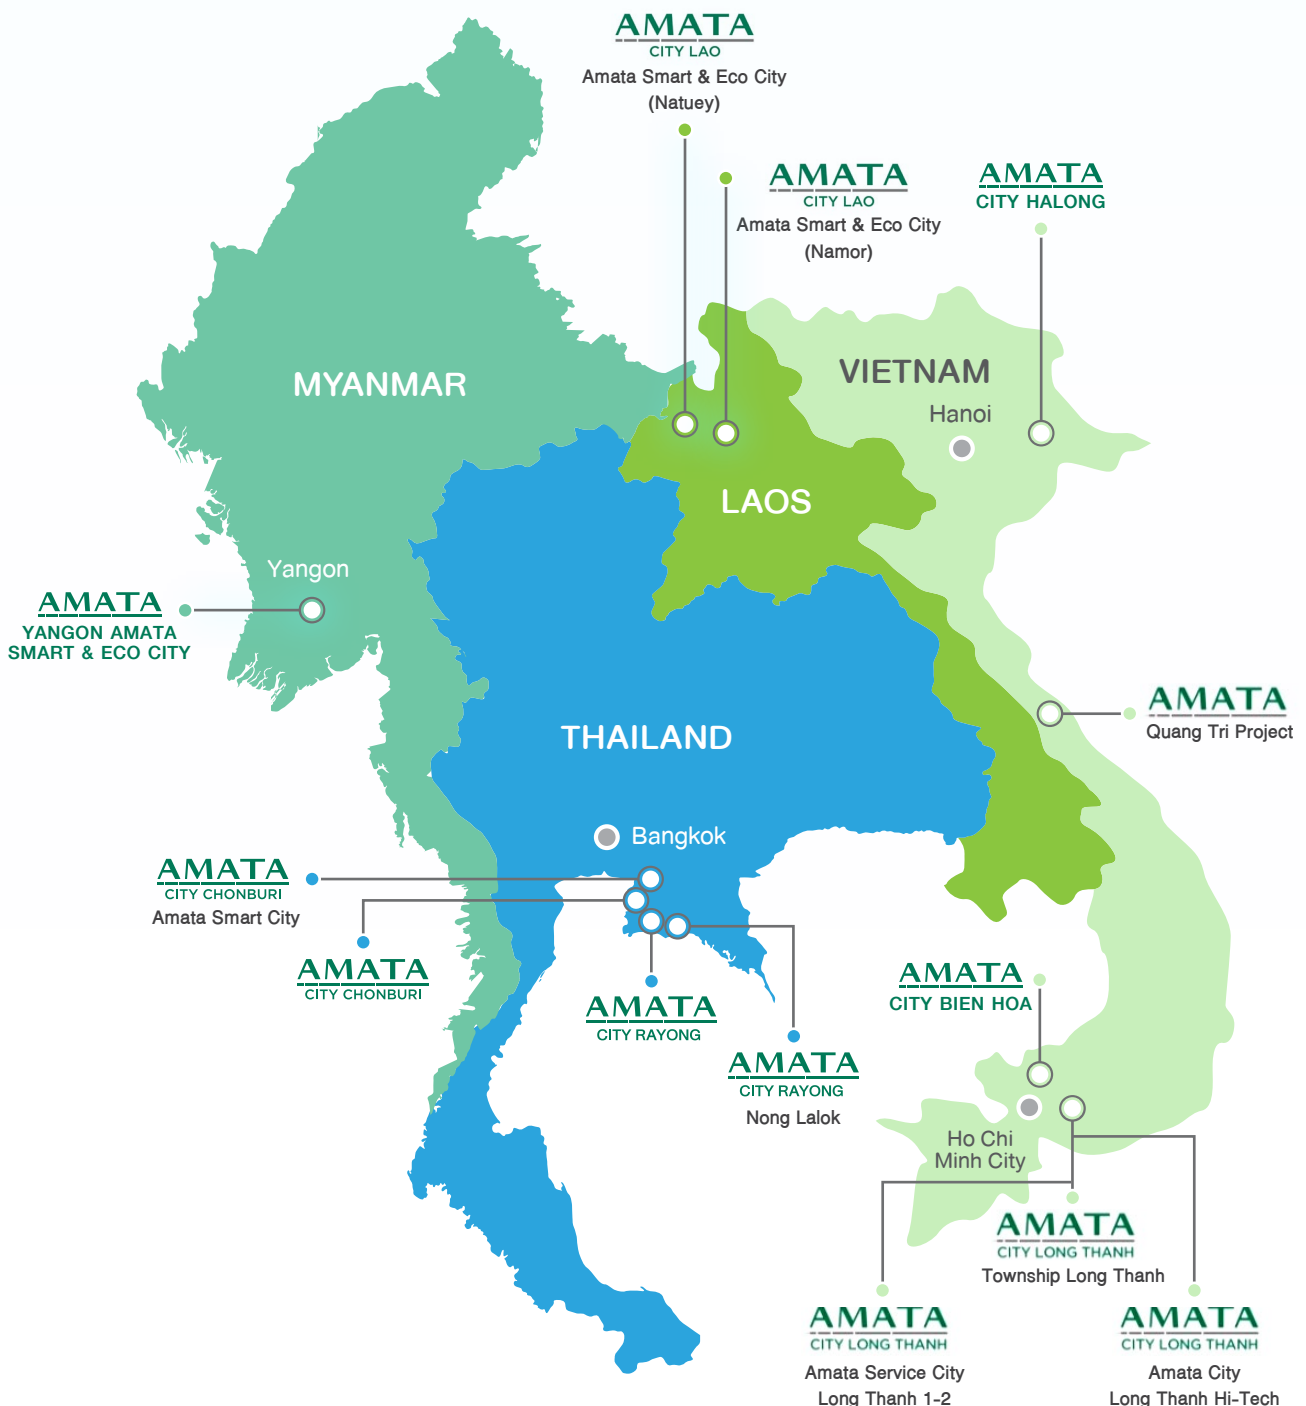 AMATA
CITY LAO
Amata Smart & Eco City
(Natuey)
AMATA
CITY LAO
Amata Smart & Eco City
(Namor)
AMATA
CITY HALONG
MYANMAR
VIETNAM
Hanoi
LAOS
Yangon
AMATA
YANGON AMATA
SMART & ECO CITY
THAILAND
AMATA
Quang Tri Project
Bangkok
AMATA
CITY CHONBURI
Amata Smart City
AMATA
CITY CHONBURI
AMATA
CITY RAYONG
AMATA
CITY RAYONG
Nong Lalok
AMATA
CITY BIEN HOA
Ho Chi
Minh City
AMATA
CITY LONG THANH
Township Long Thanh
AMATA
CITY LONG THANH
Amata Service City
Long Thanh 1-2
AMATA
CITY LONG THANH
Amata City
Long Thanh Hi-Tech